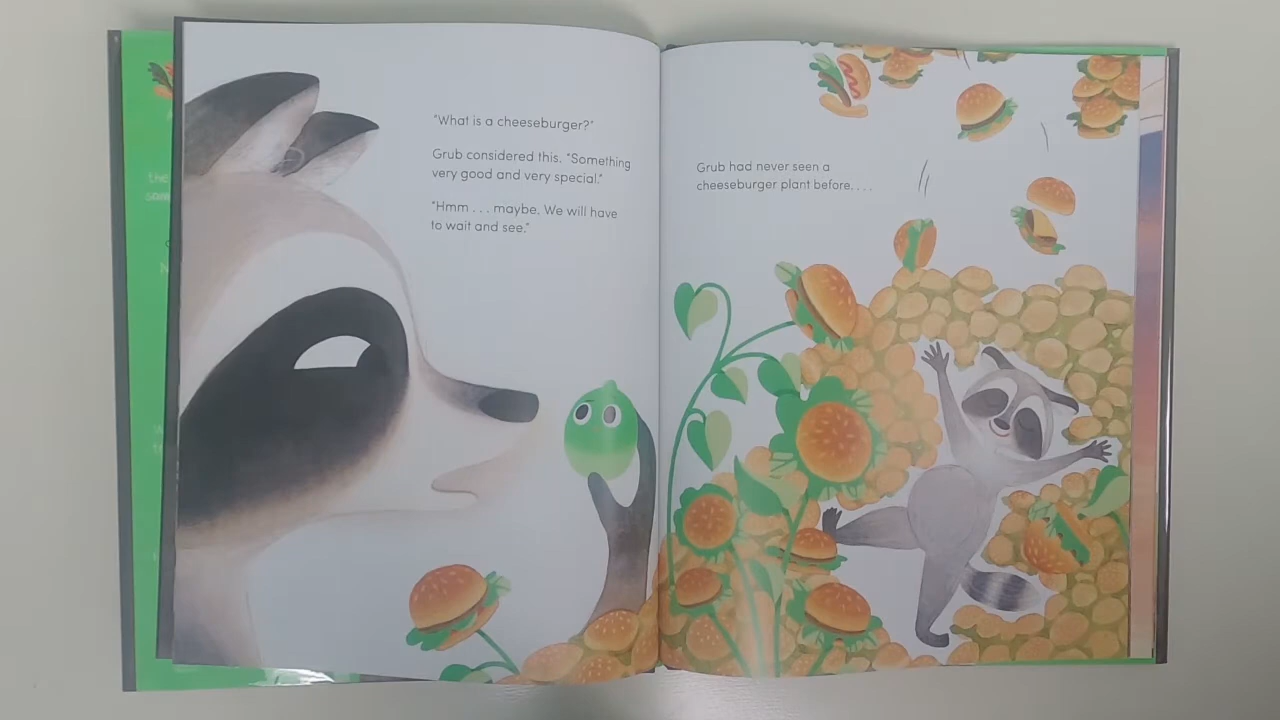 "What is a cheeseburger?"
Grub considered this. "Something
very good and very special."
"Hmm . . . maybe. We will have
to wait and see."
Grub had never seen a
cheeseburger plant before. . . .